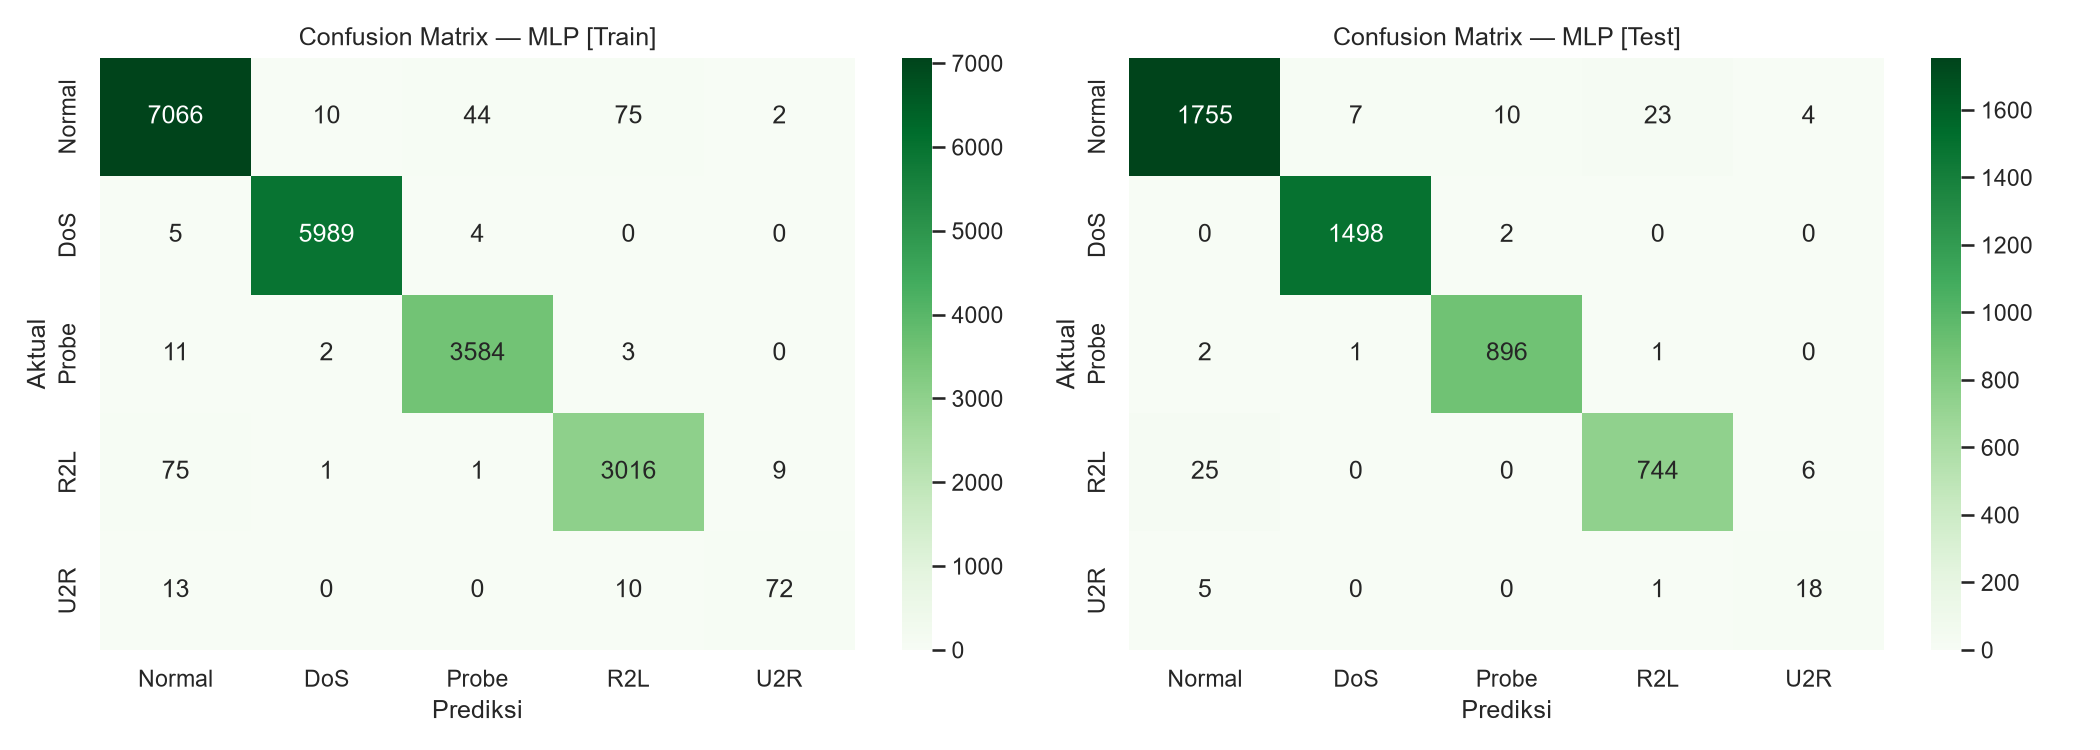 Confusion Matrix — MLP [Train]
Aktual
Normal 7066 10 44 75 2
DoS 5 5989 4 0 0
Probe 11 2 3584 3 0
R2L 75 1 1 3016 9
U2R 13 0 0 10 72
Normal DoS Probe R2L U2R
Prediksi
7000
6000
5000
4000
3000
2000
1000
0
Confusion Matrix — MLP [Test]
Aktual
Normal 1755 7 10 23 4
DoS 0 1498 2 0 0
Probe 2 1 896 1 0
R2L 25 0 0 744 6
U2R 5 0 0 1 18
Normal DoS Probe R2L U2R
Prediksi
1600
1400
1200
1000
800
600
400
200
0